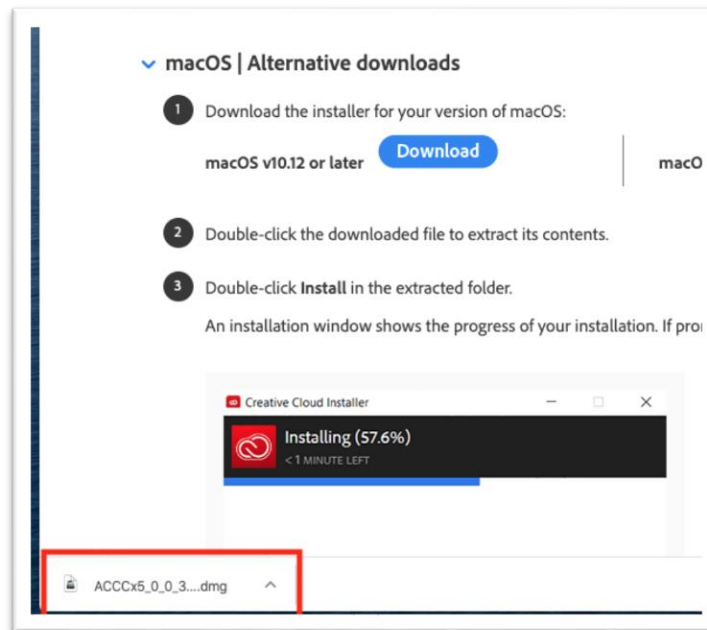 macOS | Alternative downloads
1 Download the installer for your version of macOS:
macOS v10.12 or later Download macO
2 Double-click the downloaded file to extract its contents.
3 Double-click Install in the extracted folder.
An installation window shows the progress of your installation. If pro
Creative Cloud Installer
Installing (57.6%)
< 1 MINUTE LEFT
ACCCx5_0_0_3....dmg